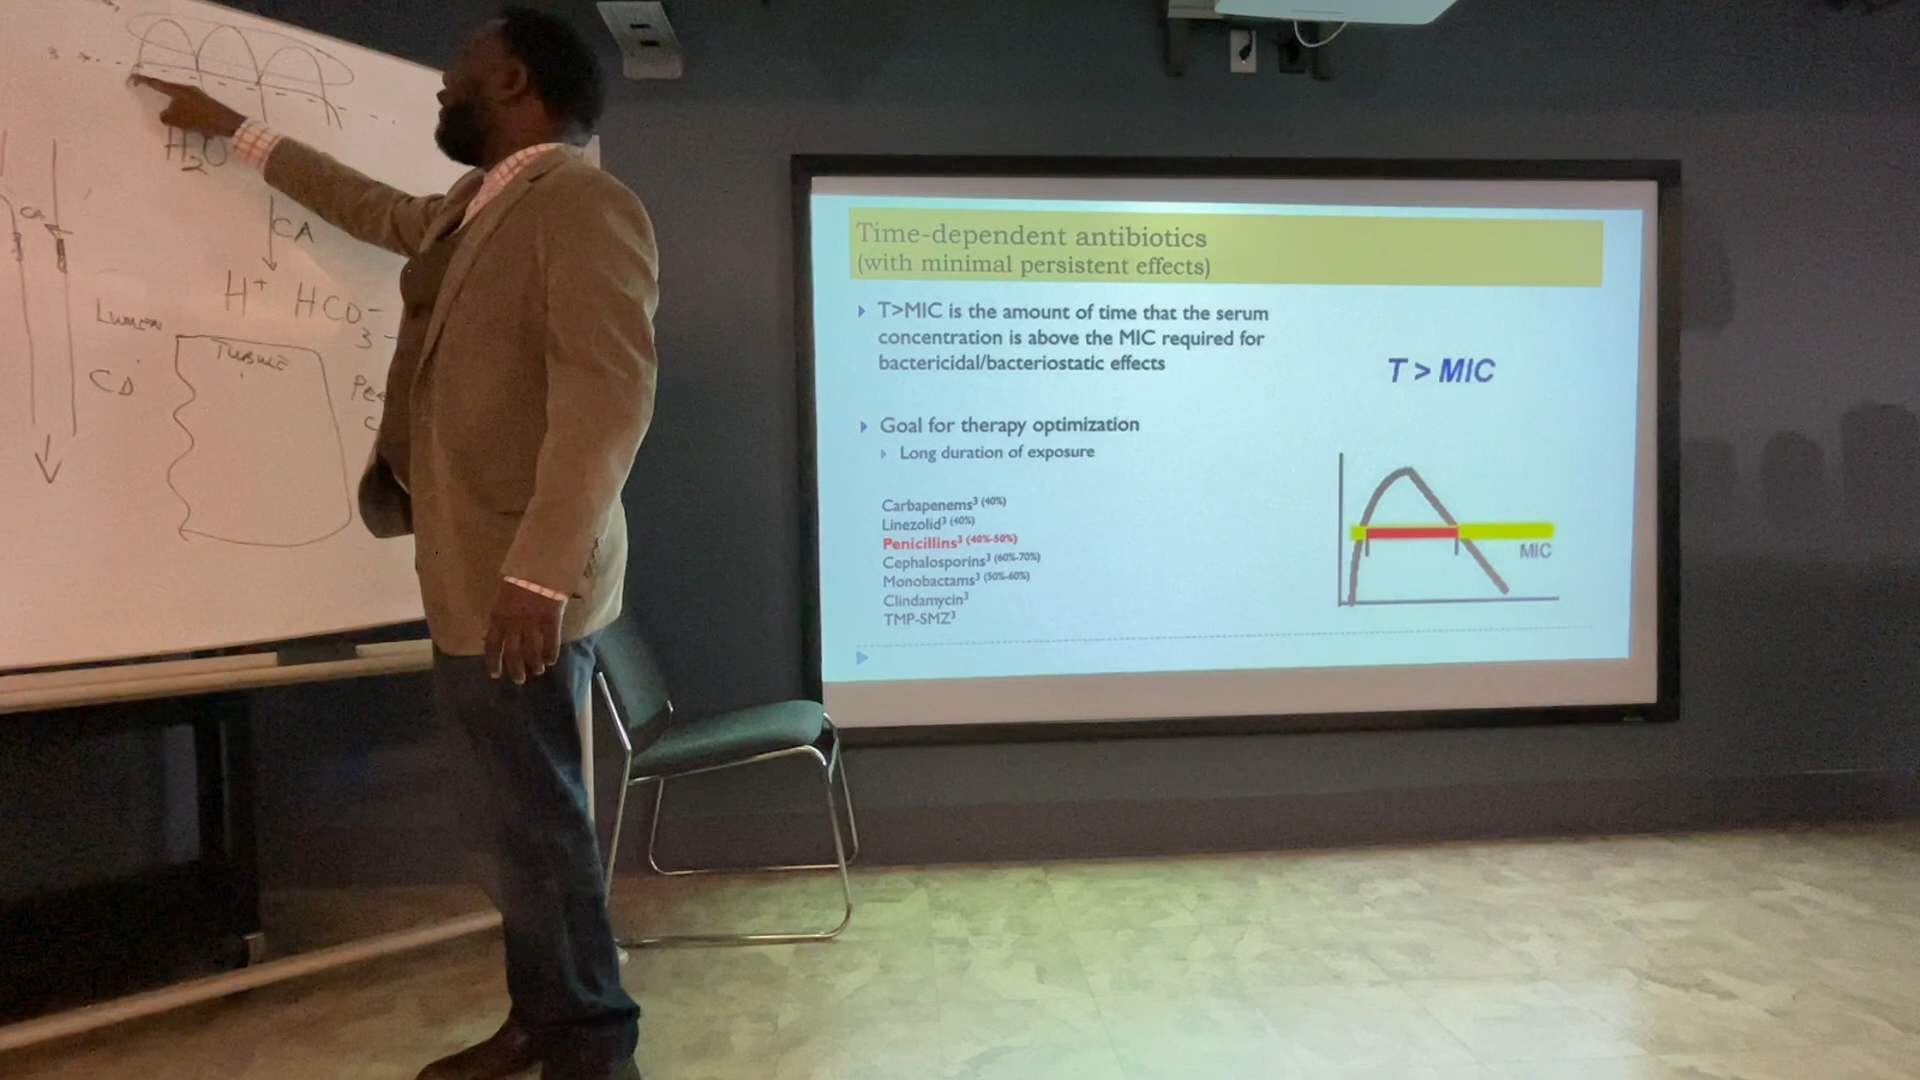 H₂O
CA
CA
H⁺ HCO₃⁻
LUMEN
TUBULE
CD
Time-dependent antibiotics
(with minimal persistent effects)
T>MIC is the amount of time that the serum
concentration is above the MIC required for
bactericidal/bacteriostatic effects
T > MIC
Goal for therapy optimization
Long duration of exposure
Carbapenems³ (40%)
Linezolid³ (40%)
Penicillins³ (40%-50%)
Cephalosporins³ (60%-70%)
Monobactams³ (50%-60%)
Clindamycin³
TMP-SMZ³
MIC